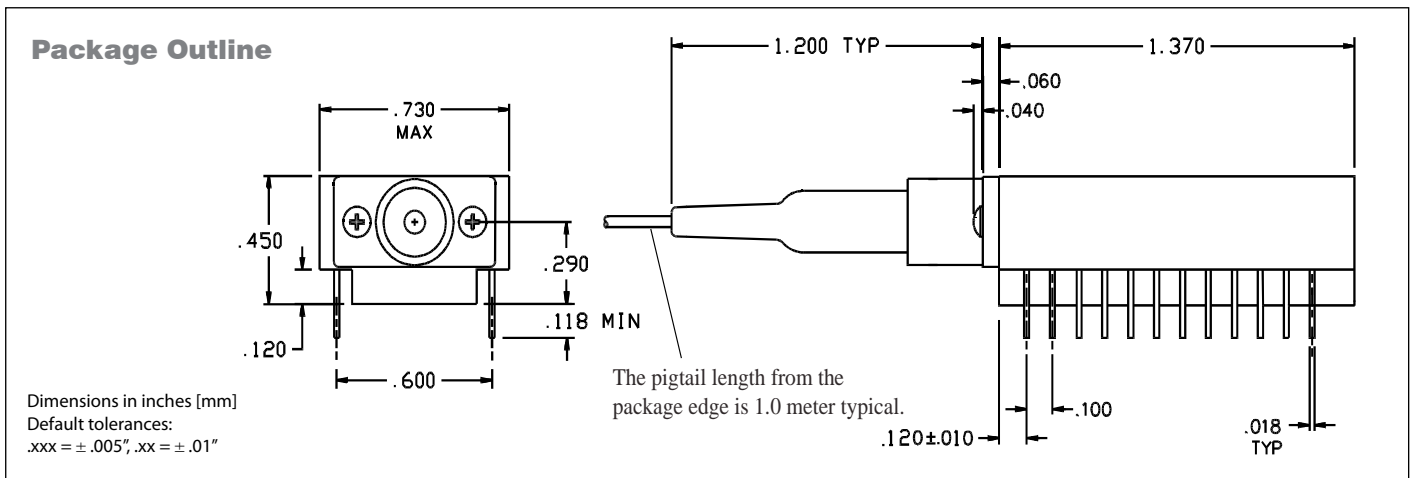 Package Outline
1.200 TYP
1.370
.060
.040
.730
MAX
.450
.290
.118 MIN
.120
.600
The pigtail length from the
package edge is 1.0 meter typical.
.100
.120±.010
.018
TYP
Dimensions in inches [mm]
Default tolerances:
.xxx = ± .005", .xx = ± .01"